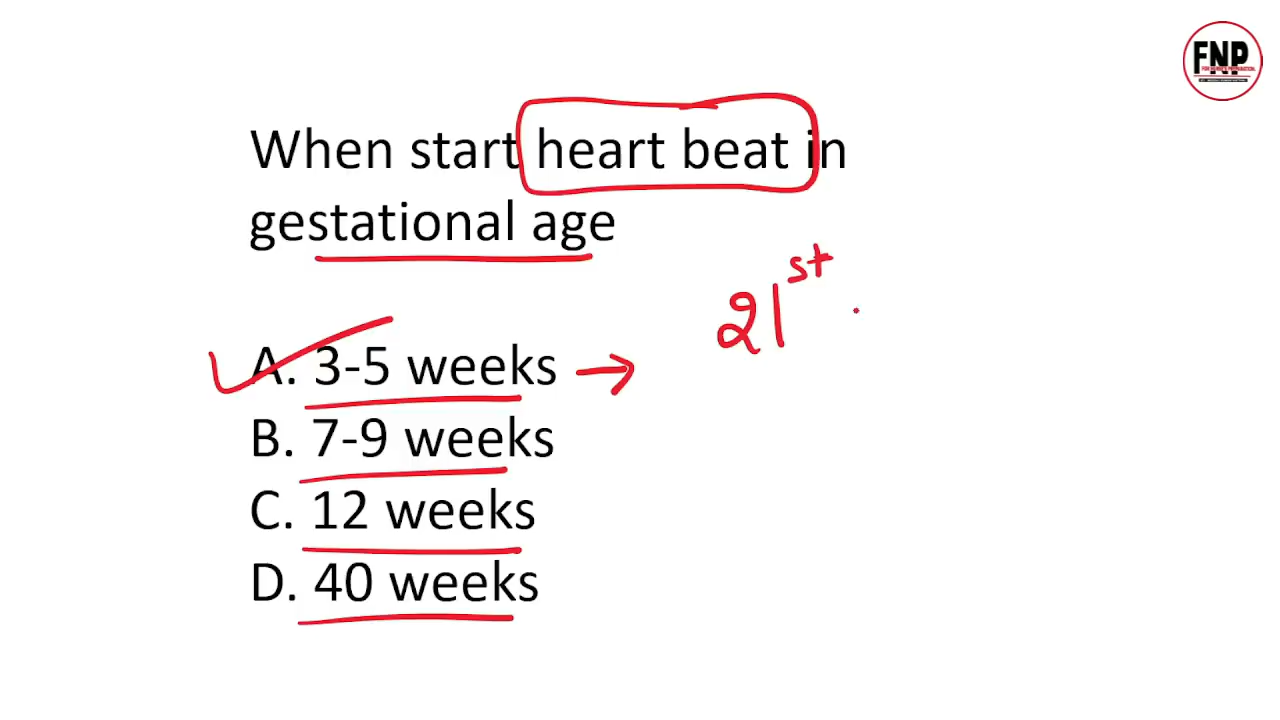 FNP
When start heart beat in
gestational age
21st
A. 3-5 weeks →
B. 7-9 weeks
C. 12 weeks
D. 40 weeks